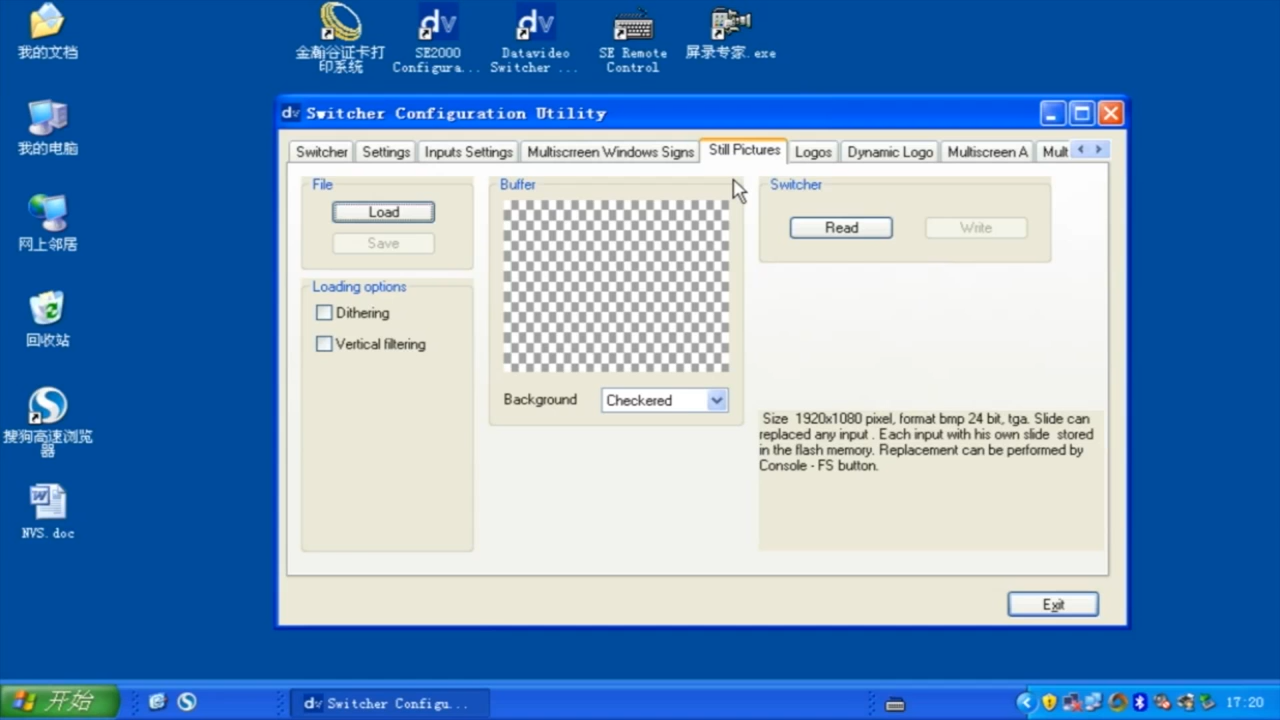 我的文档
金瀚谷证卡打
印系统
SE2000
Configura...
Datavideo
Switcher ...
SE Remote
Control
屏录专家.exe
我的电脑
网上邻居
回收站
搜狗高速浏览
器
NVS.doc
dv Switcher Configuration Utility
Switcher Settings Inputs Settings Multiscrreen Windows Signs Still Pictures Logos Dynamic Logo Multiscreen A Mult
File
Load
Save
Loading options
Dithering
Vertical filtering
Buffer
Background Checkered
Switcher
Read Write
Size 1920x1080 pixel, format bmp 24 bit, tga. Slide can
replaced any input . Each input with his own slide stored
in the flash memory. Replacement can be performed by
Console - FS button.
Exit
开始
dv Switcher Configu...
17:20